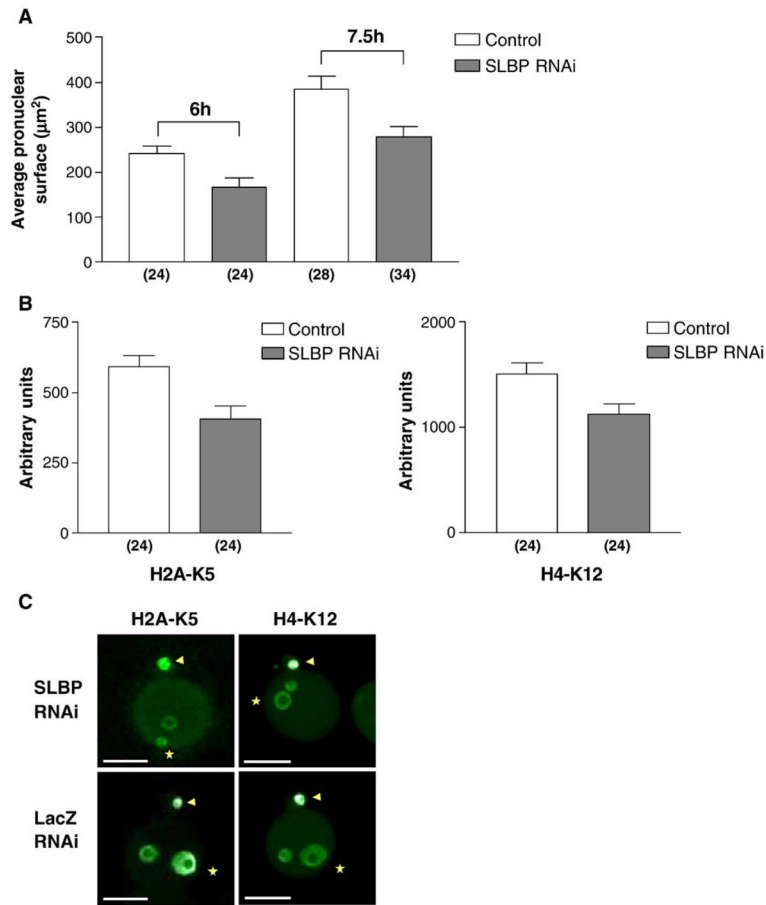 A
500
400
300
200
100
0
Average pronuclear
surface (µm²)
6h
7.5h
Control
SLBP RNAi
(24)
(24)
(28)
(34)
B
750
500
250
0
Arbitrary units
Control
SLBP RNAi
(24)
(24)
H2A-K5
2000
1000
0
Arbitrary units
Control
SLBP RNAi
(24)
(24)
H4-K12
C
H2A-K5
H4-K12
SLBP
RNAi
LacZ
RNAi